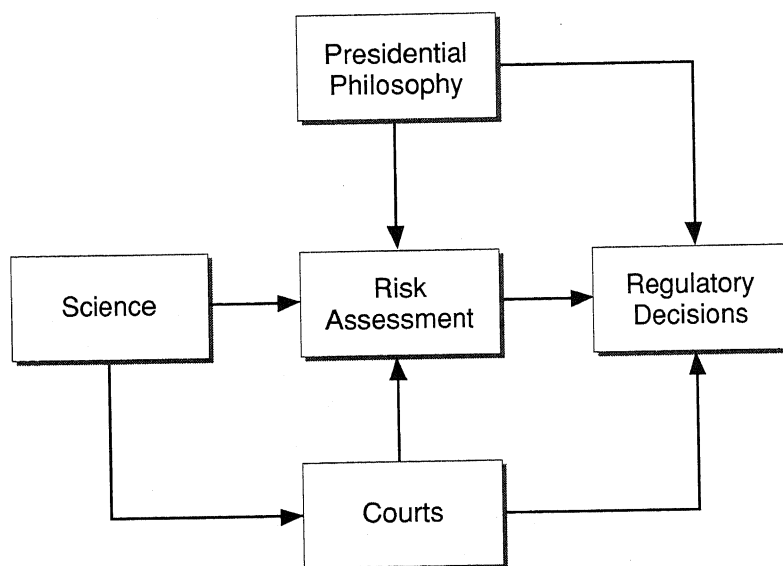 Presidential
Philosophy
Science
Risk
Assessment
Regulatory
Decisions
Courts